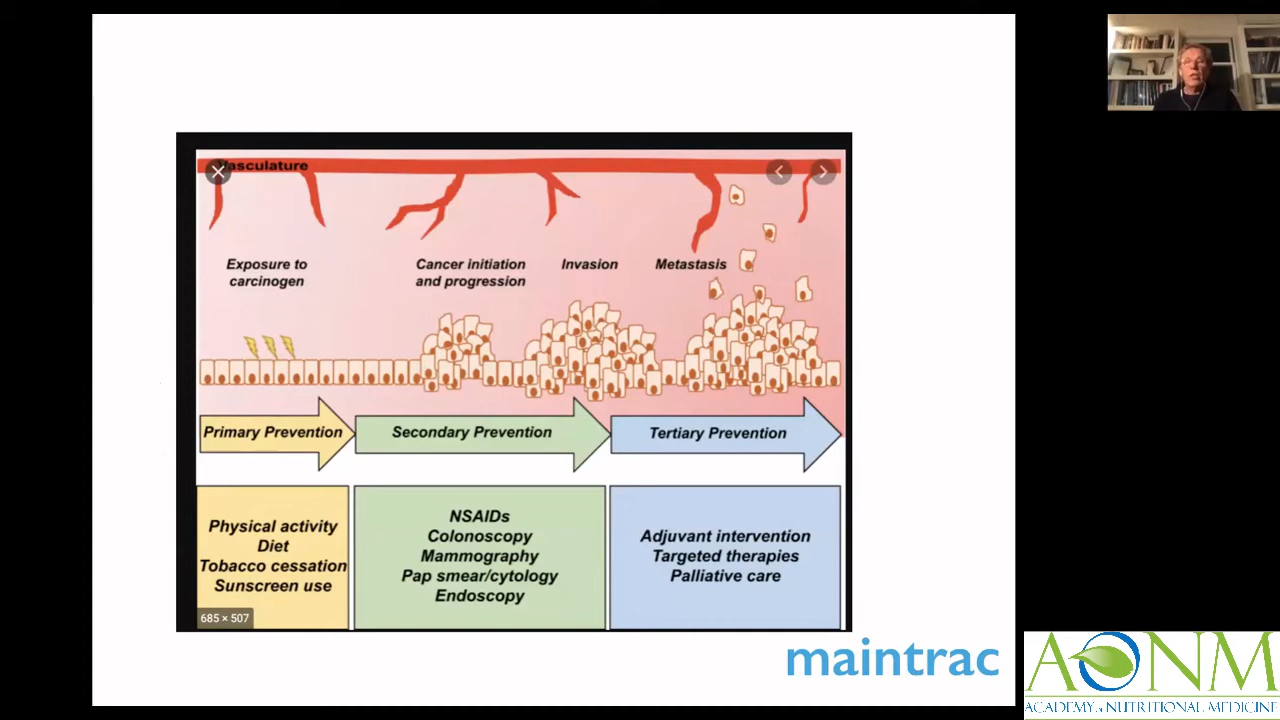 Vasculature
Exposure to
carcinogen
Cancer initiation
and progression
Invasion
Metastasis
Primary Prevention
Secondary Prevention
Tertiary Prevention
Physical activity
Diet
Tobacco cessation
Sunscreen use
NSAIDs
Colonoscopy
Mammography
Pap smear/cytology
Endoscopy
Adjuvant intervention
Targeted therapies
Palliative care
685 × 507
maintrac
AONM
ACADEMY of NUTRITIONAL MEDICINE